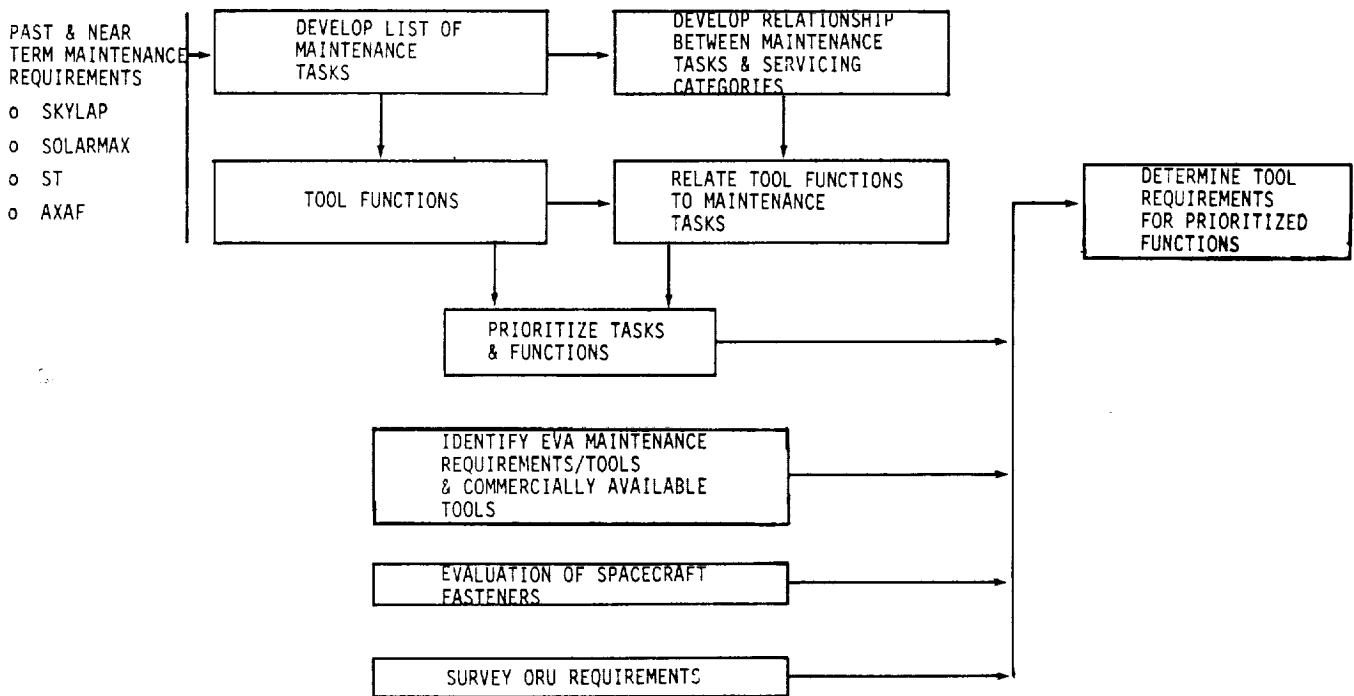 PAST & NEAR
TERM MAINTENANCE
REQUIREMENTS
o SKYLAP
o SOLARMAX
o ST
o AXAF
DEVELOP LIST OF
MAINTENANCE
TASKS
DEVELOP RELATIONSHIP
BETWEEN MAINTENANCE
TASKS & SERVICING
CATEGORIES
TOOL FUNCTIONS
RELATE TOOL FUNCTIONS
TO MAINTENANCE
TASKS
DETERMINE TOOL
REQUIREMENTS
FOR PRIORITIZED
FUNCTIONS
PRIORITIZE TASKS
& FUNCTIONS
IDENTIFY EVA MAINTENANCE
REQUIREMENTS/TOOLS
& COMMERCIALLY AVAILABLE
TOOLS
EVALUATION OF SPACECRAFT
FASTENERS
SURVEY ORU REQUIREMENTS